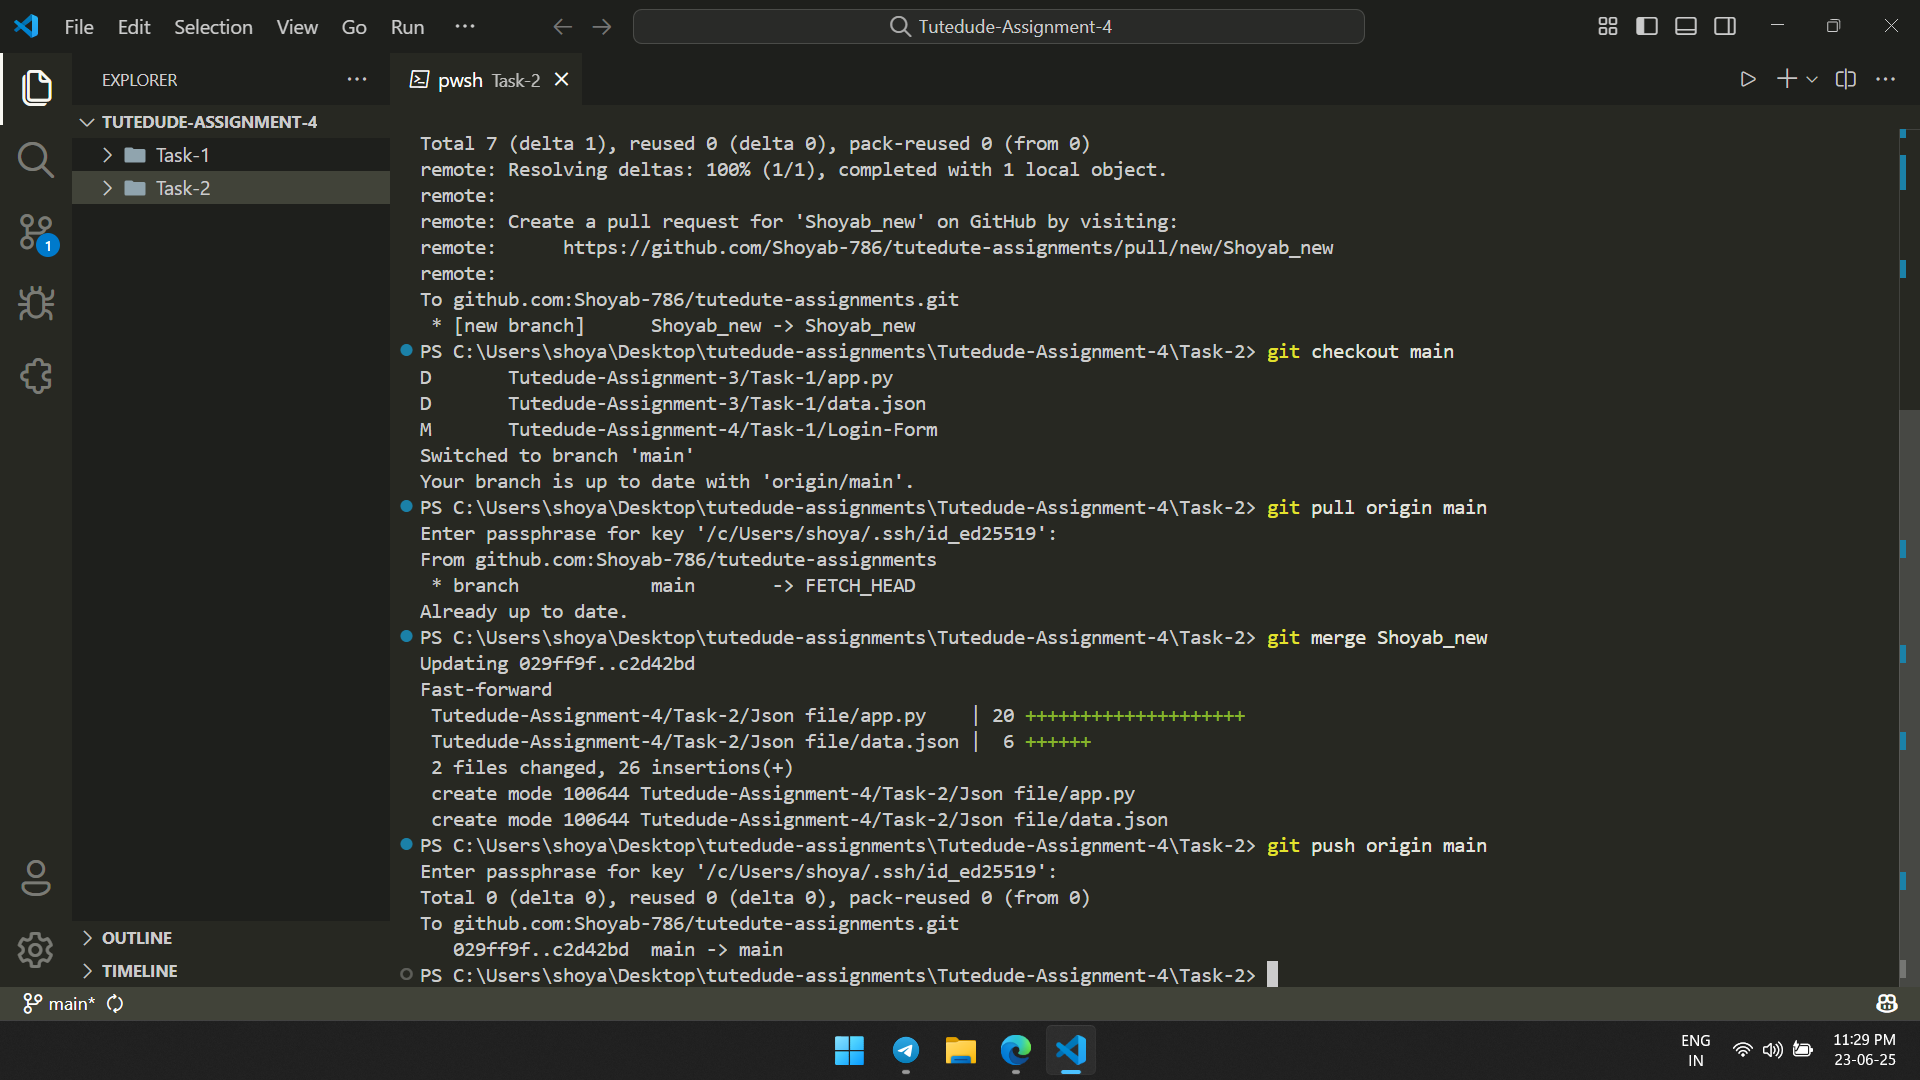 File Edit Selection View Go Run ...
Tutedude-Assignment-4
EXPLORER
pwsh Task-2
TUTEDUDE-ASSIGNMENT-4
Task-1
Task-2
1
Total 7 (delta 1), reused 0 (delta 0), pack-reused 0 (from 0)
remote: Resolving deltas: 100% (1/1), completed with 1 local object.
remote:
remote: Create a pull request for 'Shoyab_new' on GitHub by visiting:
remote:      https://github.com/Shoyab-786/tutedute-assignments/pull/new/Shoyab_new
remote:
To github.com:Shoyab-786/tutedute-assignments.git
 * [new branch]      Shoyab_new -> Shoyab_new
PS C:\Users\shoya\Desktop\tutedude-assignments\Tutedude-Assignment-4\Task-2> git checkout main
D       Tutedude-Assignment-3/Task-1/app.py
D       Tutedude-Assignment-3/Task-1/data.json
M       Tutedude-Assignment-4/Task-1/Login-Form
Switched to branch 'main'
Your branch is up to date with 'origin/main'.
PS C:\Users\shoya\Desktop\tutedude-assignments\Tutedude-Assignment-4\Task-2> git pull origin main
Enter passphrase for key '/c/Users/shoya/.ssh/id_ed25519':
From github.com:Shoyab-786/tutedute-assignments
 * branch            main       -> FETCH_HEAD
Already up to date.
PS C:\Users\shoya\Desktop\tutedude-assignments\Tutedude-Assignment-4\Task-2> git merge Shoyab_new
Updating 029ff9f..c2d42bd
Fast-forward
 Tutedude-Assignment-4/Task-2/Json file/app.py    | 20 ++++++++++++++++++++
 Tutedude-Assignment-4/Task-2/Json file/data.json |  6 ++++++
 2 files changed, 26 insertions(+)
 create mode 100644 Tutedude-Assignment-4/Task-2/Json file/app.py
 create mode 100644 Tutedude-Assignment-4/Task-2/Json file/data.json
PS C:\Users\shoya\Desktop\tutedude-assignments\Tutedude-Assignment-4\Task-2> git push origin main
Enter passphrase for key '/c/Users/shoya/.ssh/id_ed25519':
Total 0 (delta 0), reused 0 (delta 0), pack-reused 0 (from 0)
To github.com:Shoyab-786/tutedute-assignments.git
   029ff9f..c2d42bd  main -> main
PS C:\Users\shoya\Desktop\tutedude-assignments\Tutedude-Assignment-4\Task-2>
OUTLINE
TIMELINE
main*
ENG
IN
11:29 PM
23-06-25